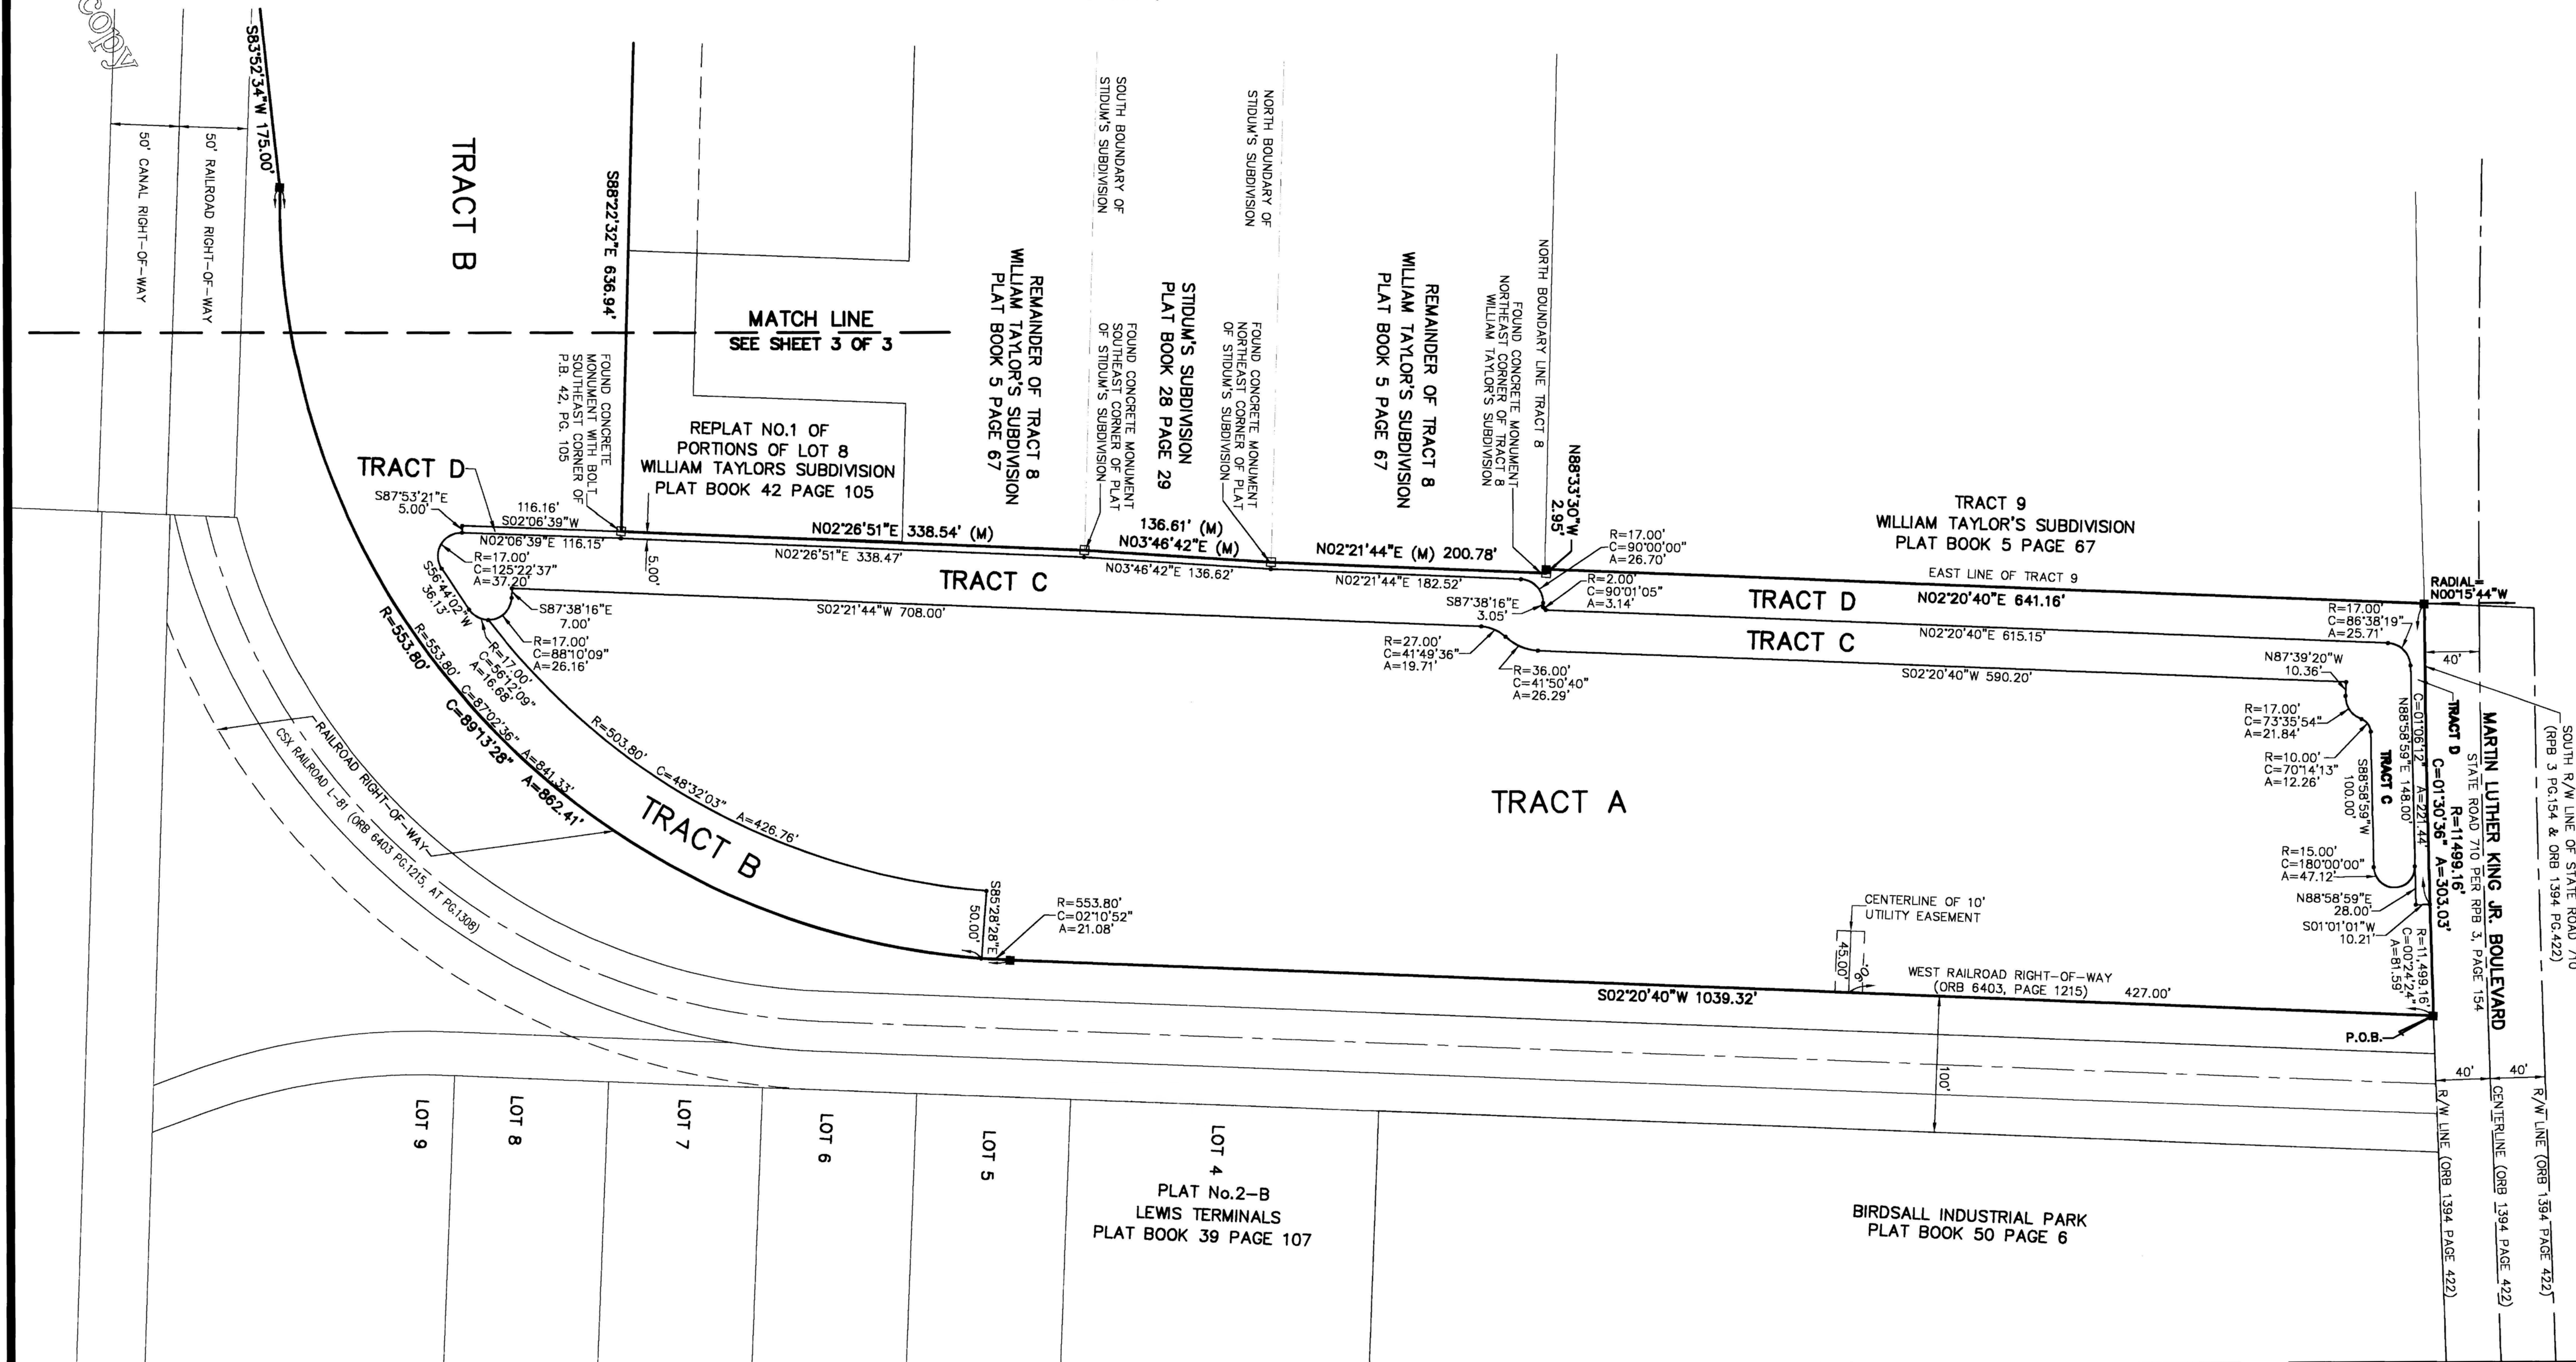 copy
S83°52'34"W 175.00'
50' CANAL RIGHT-OF-WAY
50' RAILROAD RIGHT-OF-WAY
TRACT B
S88°22'32"E 636.94'
MATCH LINE
SEE SHEET 3 OF 3
SOUTH BOUNDARY OF
STIDUM'S SUBDIVISION
NORTH BOUNDARY OF
STIDUM'S SUBDIVISION
REMAINDER OF TRACT 8
WILLIAM TAYLOR'S SUBDIVISION
PLAT BOOK 5 PAGE 67
STIDUM'S SUBDIVISION
PLAT BOOK 28 PAGE 29
FOUND CONCRETE MONUMENT
SOUTHEAST CORNER OF PLAT
OF STIDUM'S SUBDIVISION
FOUND CONCRETE MONUMENT
NORTHEAST CORNER OF PLAT
OF STIDUM'S SUBDIVISION
REMAINDER OF TRACT 8
WILLIAM TAYLOR'S SUBDIVISION
PLAT BOOK 5 PAGE 67
NORTH BOUNDARY LINE TRACT 8
FOUND CONCRETE MONUMENT
NORTHEAST CORNER OF TRACT 8
WILLIAM TAYLOR'S SUBDIVISION
N88°33'30"W
2.95'
FOUND CONCRETE
MONUMENT WITH BOLT
SOUTHEAST CORNER OF
P.B. 42, PG. 105
REPLAT NO.1 OF
PORTIONS OF LOT 8
WILLIAM TAYLORS SUBDIVISION
PLAT BOOK 42 PAGE 105
TRACT D
S87°53'21"E
5.00'
116.16'
S02°06'39"W
N02°06'39"E 116.15'
N02°26'51"E 338.54' (M)
N02°26'51"E 338.47'
5.00'
136.61' (M)
N03°46'42"E (M)
N03°46'42"E 136.62'
N02°21'44"E (M) 200.78'
N02°21'44"E 182.52'
TRACT C
S02°21'44"W 708.00'
R=17.00'
C=125°22'37"
A=37.20'
S56°44'02"W
36.13'
S87°38'16"E
7.00'
R=17.00'
C=88°10'09"
A=26.16'
R=17.00'
C=56°12'09"
A=16.68'
R=17.00'
C=90°00'00"
A=26.70'
R=2.00'
C=90°01'05"
A=3.14'
S87°38'16"E
3.05'
R=27.00'
C=41°49'36"
A=19.71'
R=36.00'
C=41°50'40"
A=26.29'
TRACT 9
WILLIAM TAYLOR'S SUBDIVISION
PLAT BOOK 5 PAGE 67
EAST LINE OF TRACT 9
TRACT D
N02°20'40"E 641.16'
N02°20'40"E 615.15'
TRACT C
S02°20'40"W 590.20'
RADIAL=
N00°15'44"W
R=17.00'
C=86°38'19"
A=25.71'
40'
N87°39'20"W
10.36'
R=17.00'
C=73°35'54"
A=21.84'
R=10.00'
C=70°14'13"
A=12.26'
S88°58'59"W
100.00'
TRACT C
N88°58'59"E 148.00'
C=01°06'12" A=221.44'
TRACT D
R=11499.16'
C=01°30'36" A=303.03'
R=15.00'
C=180°00'00"
A=47.12'
N88°58'59"E
28.00'
S01°01'01"W
10.21'
R=11,499.16'
C=00°24'24"
A=81.59'
MARTIN LUTHER KING JR. BOULEVARD
STATE ROAD 710 PER RPB 3, PAGE 154
SOUTH R/W LINE OF STATE ROAD 710
(RPB 3 PG.154 & ORB 1394 PG.422)
TRACT A
R=553.80'
C=89°13'28" A=862.41'
R=553.80' C=87°02'36" A=841.33'
R=503.80' C=48°32'03" A=426.76'
TRACT B
RAILROAD RIGHT-OF-WAY
CSX RAILROAD L-81 (ORB 6403 PG.1215, AT PG.1308)
S85°28'28"E
50.00'
R=553.80'
C=02°10'52"
A=21.08'
CENTERLINE OF 10'
UTILITY EASEMENT
45.00'
S02°20'40"W 1039.32'
WEST RAILROAD RIGHT-OF-WAY
(ORB 6403, PAGE 1215) 427.00'
P.O.B.
100'
40'
40'
R/W LINE (ORB 1394 PAGE 422)
CENTERLINE (ORB 1394 PAGE 422)
R/W LINE (ORB 1394 PAGE 422)
LOT 9
LOT 8
LOT 7
LOT 6
LOT 5
LOT 4
PLAT No.2-B
LEWIS TERMINALS
PLAT BOOK 39 PAGE 107
BIRDSALL INDUSTRIAL PARK
PLAT BOOK 50 PAGE 6